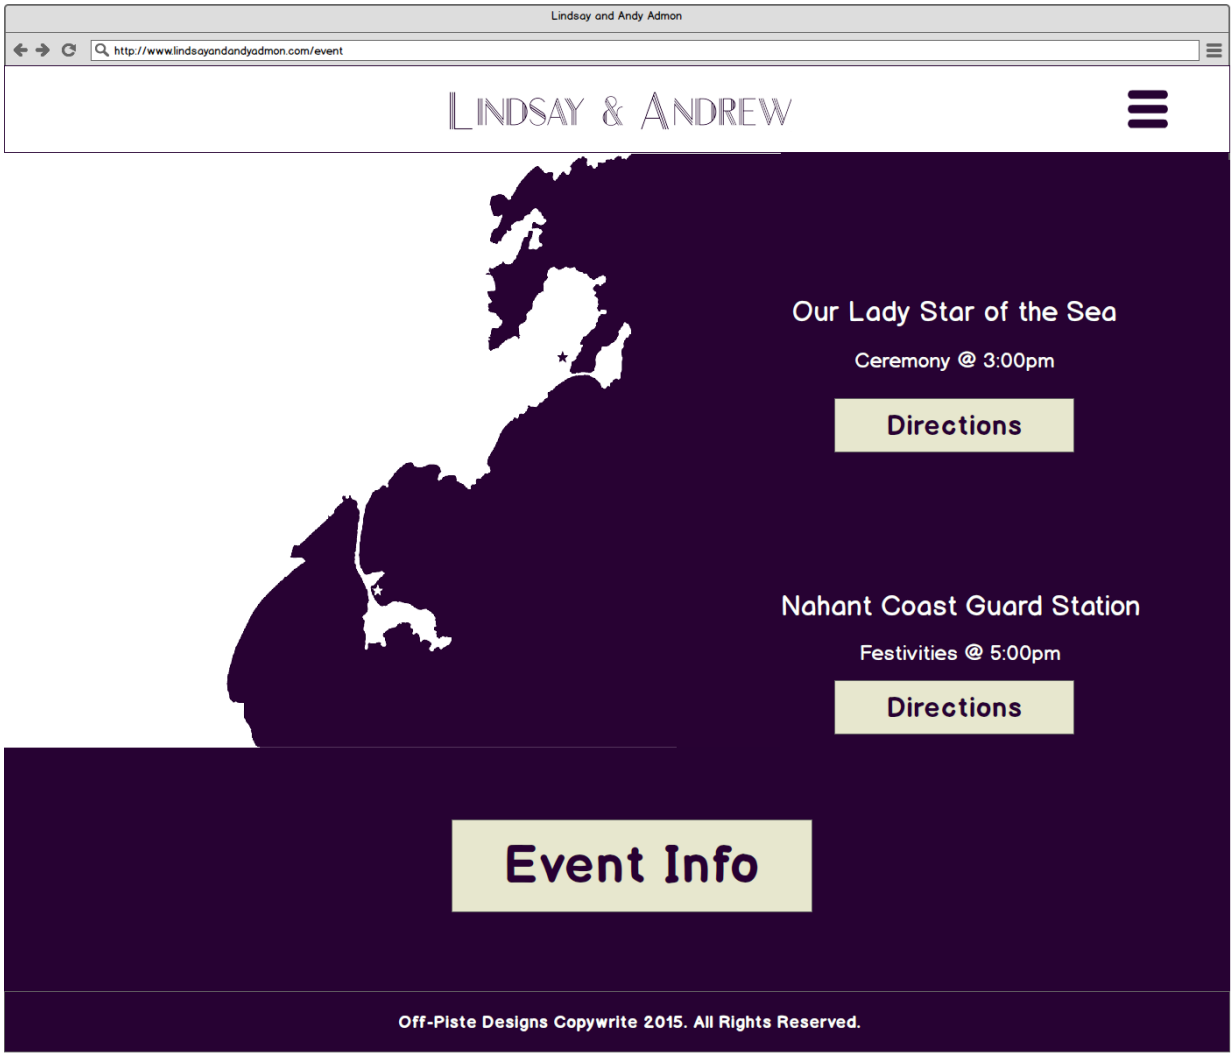 Lindsay and Andy Admon
http://www.lindsayandandyadmon.com/event
LINDSAY & ANDREW
Our Lady Star of the Sea
Ceremony @ 3:00pm
Directions
Nahant Coast Guard Station
Festivities @ 5:00pm
Directions
Event Info
Off-Piste Designs Copywrite 2015. All Rights Reserved.